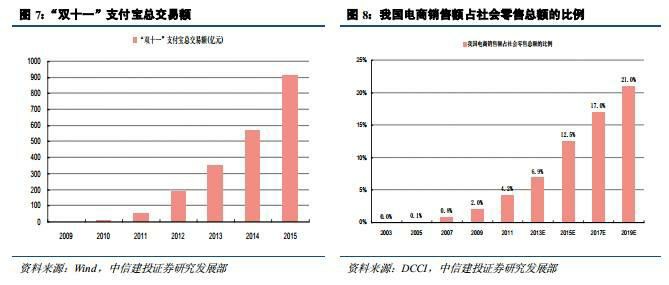 图 7：“双十一”支付宝总交易额
“双十一”支付宝总交易额(亿元)
1000
900
800
700
600
500
400
300
200
100
0
2009 2010 2011 2012 2013 2014 2015
资料来源：Wind，中信建投证券研究发展部
图 8：我国电商销售额占社会零售总额的比例
我国电商销售额占社会零售总额的比例
25%
20%
15%
10%
5%
0%
0.0% 0.1% 0.8% 2.0% 4.2% 6.9% 12.5% 17.0% 21.0%
2003 2005 2007 2009 2011 2013E 2015E 2017E 2019E
资料来源：DCCI，中信建投证券研究发展部